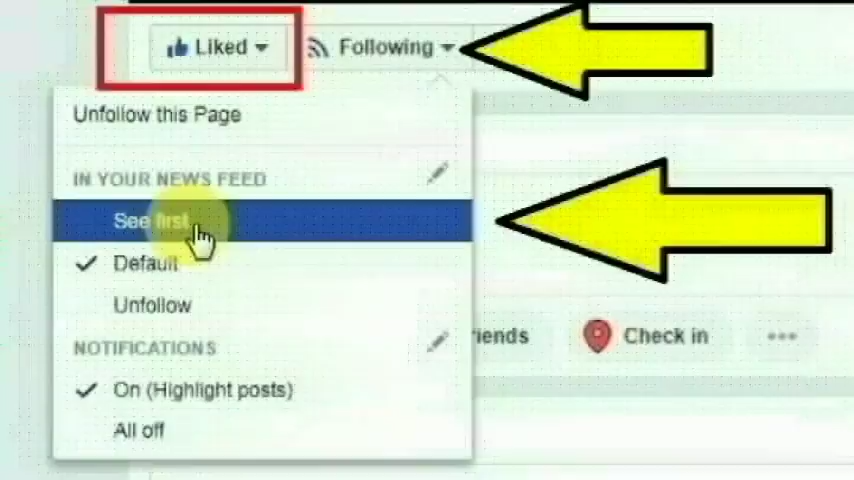 Liked Following
Unfollow this Page
IN YOUR NEWS FEED
See first
Default
Unfollow
NOTIFICATIONS
On (Highlight posts)
All off
riends Check in